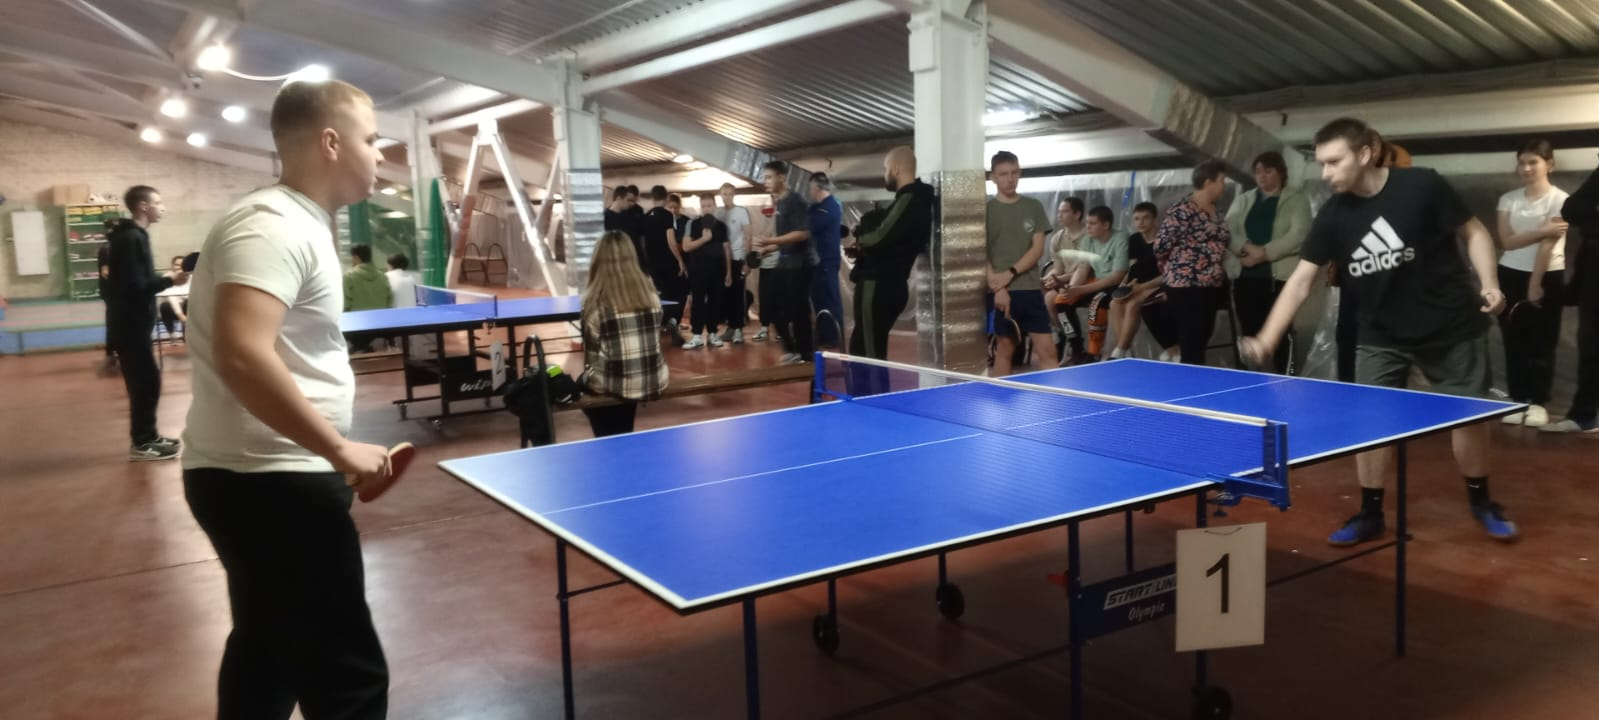 adidas
2
START LINE
Olympic
1